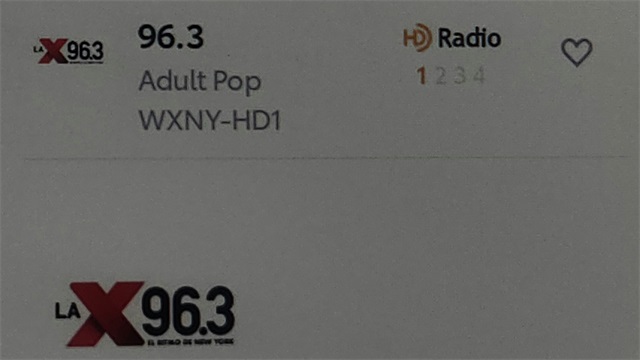 LA X 96.3
96.3
HD Radio
Adult Pop
1 2 3 4
WXNY-HD1
LA X 96.3
EL RITMO DE NEW YORK